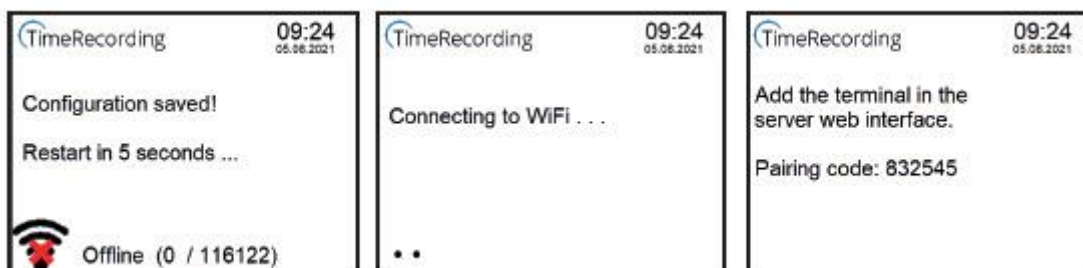 TimeRecording 09:24
05.08.2021
Configuration saved!
Restart in 5 seconds ...
Offline (0 / 116122)
TimeRecording 09:24
05.08.2021
Connecting to WiFi . . .
TimeRecording 09:24
05.08.2021
Add the terminal in the
server web interface.
Pairing code: 832545